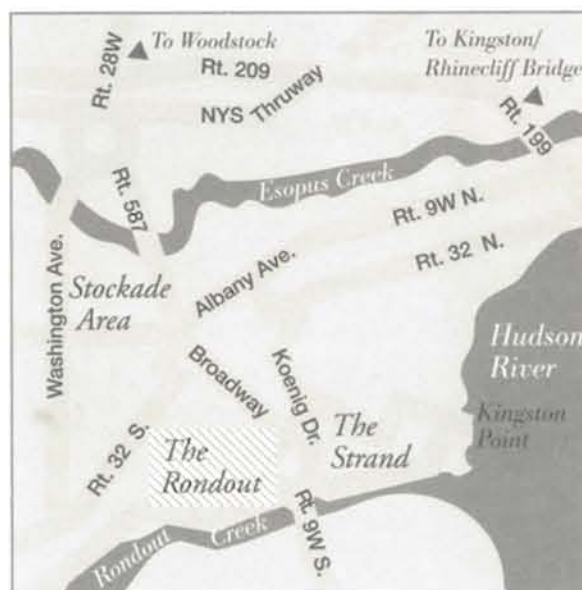 To Woodstock
Rt. 28W
Rt. 209
NYS Thruway
To Kingston/
Rhinecliff Bridge
Rt. 199
Esopus Creek
Rt. 587
Rt. 9W N.
Rt. 32 N.
Washington Ave.
Stockade
Area
Albany Ave.
Hudson
River
Broadway
Koenig Dr.
Kingston
Point
The
Strand
Rt. 32 S.
The
Rondout
Rt. 9W S.
Rondout
Creek